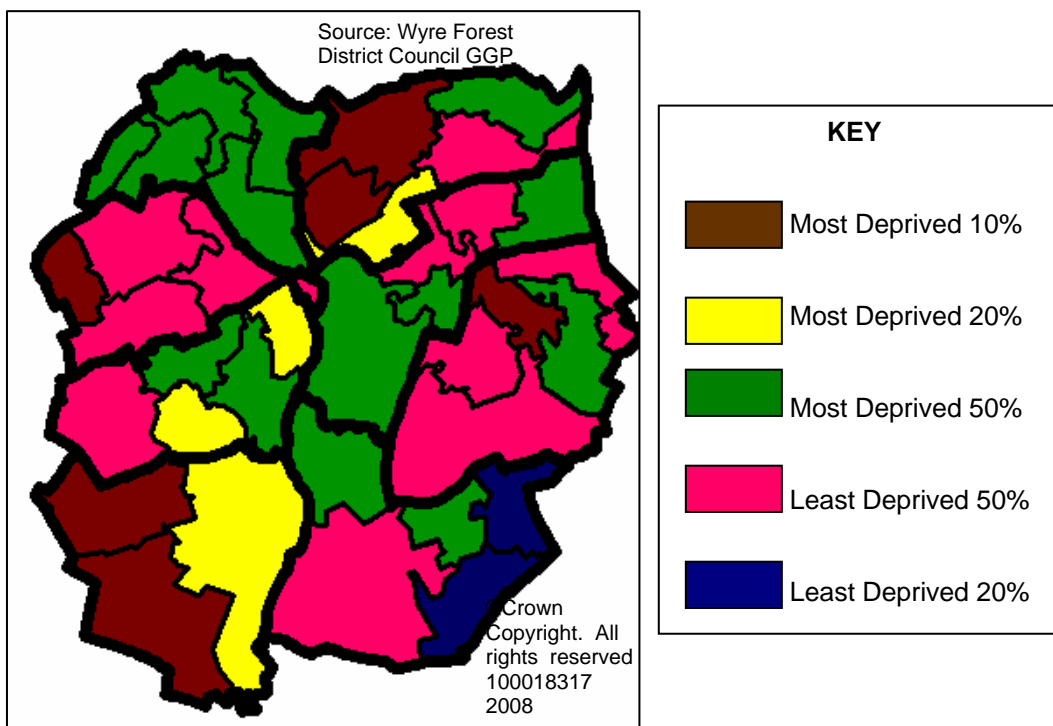 Source: Wyre Forest
District Council GGP
KEY
Most Deprived 10%
Most Deprived 20%
Most Deprived 50%
Least Deprived 50%
Least Deprived 20%
Crown
Copyright. All
rights reserved
100018317
2008